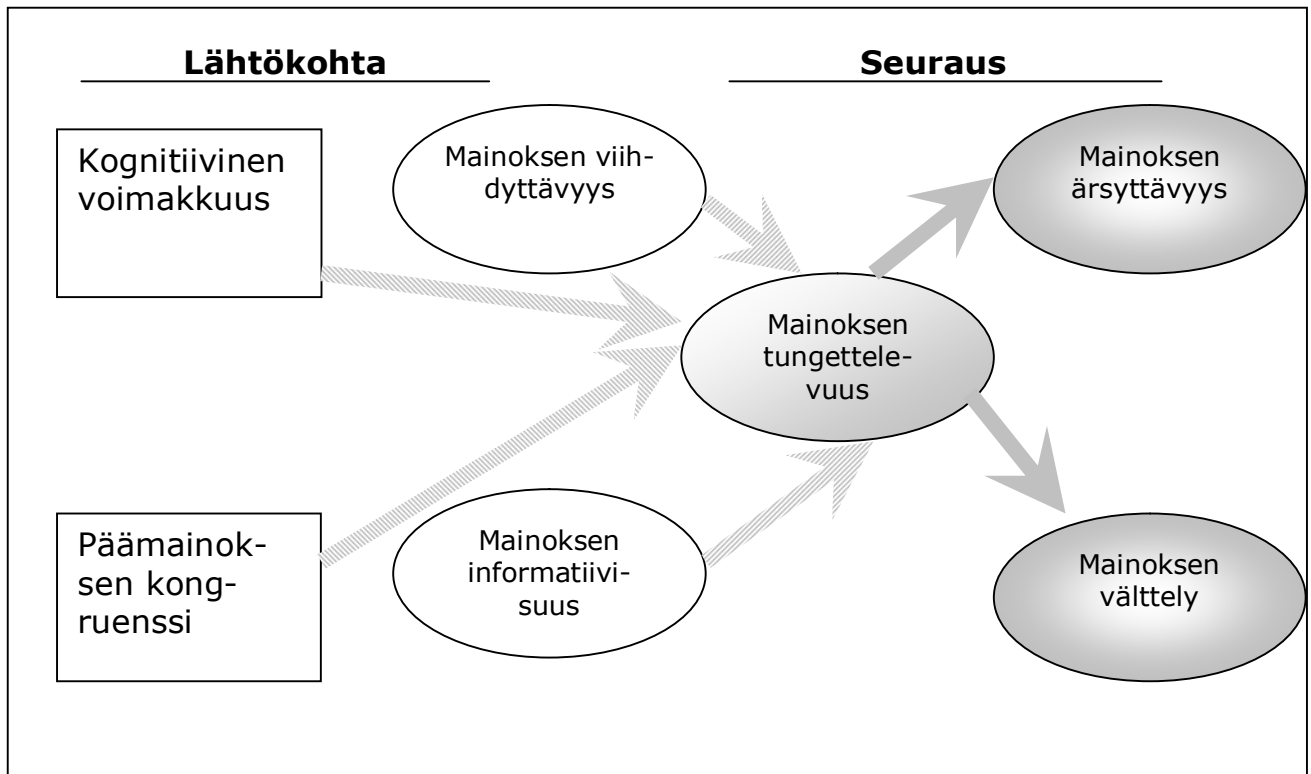 Lähtökohta
Seuraus
Kognitiivinen
voimakkuus
Mainoksen viih-
dyttävyys
Mainoksen
ärsyttävyys
Mainoksen
tungettele-
vuus
Päämainok-
sen kong-
ruenssi
Mainoksen
informatiivi-
suus
Mainoksen
välttely